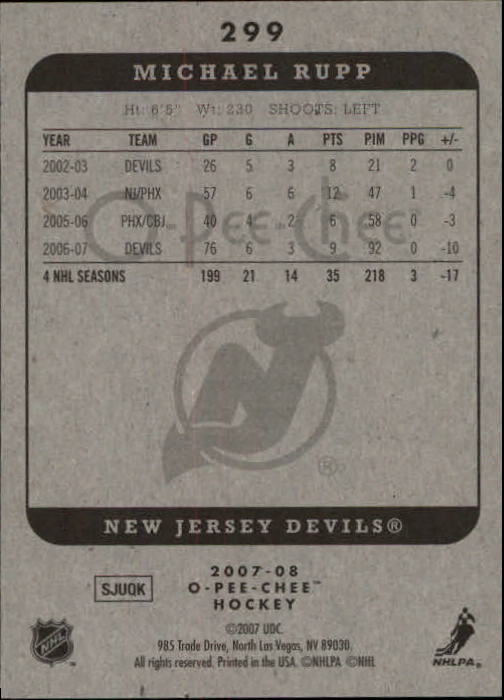 299
MICHAEL RUPP
Ht: 6'5" Wt: 230 SHOOTS: LEFT
YEAR TEAM GP G A PTS PIM PPG +/-
2002-03 DEVILS 26 5 3 8 21 2 0
2003-04 NJ/PHX 57 6 6 12 47 1 -4
2005-06 PHX/CBJ 40 4 2 6 58 0 -3
2006-07 DEVILS 76 6 3 9 92 0 -10
4 NHL SEASONS 199 21 14 35 218 3 -17
O-Pee-Chee
®
NEW JERSEY DEVILS®
2007-08
SJUQK O-PEE-CHEE™
HOCKEY
©2007 UDC.
985 Trade Drive, North Las Vegas, NV 89030.
All rights reserved. Printed in the USA. ©NHLPA ©NHL
NHL
NHLPA®